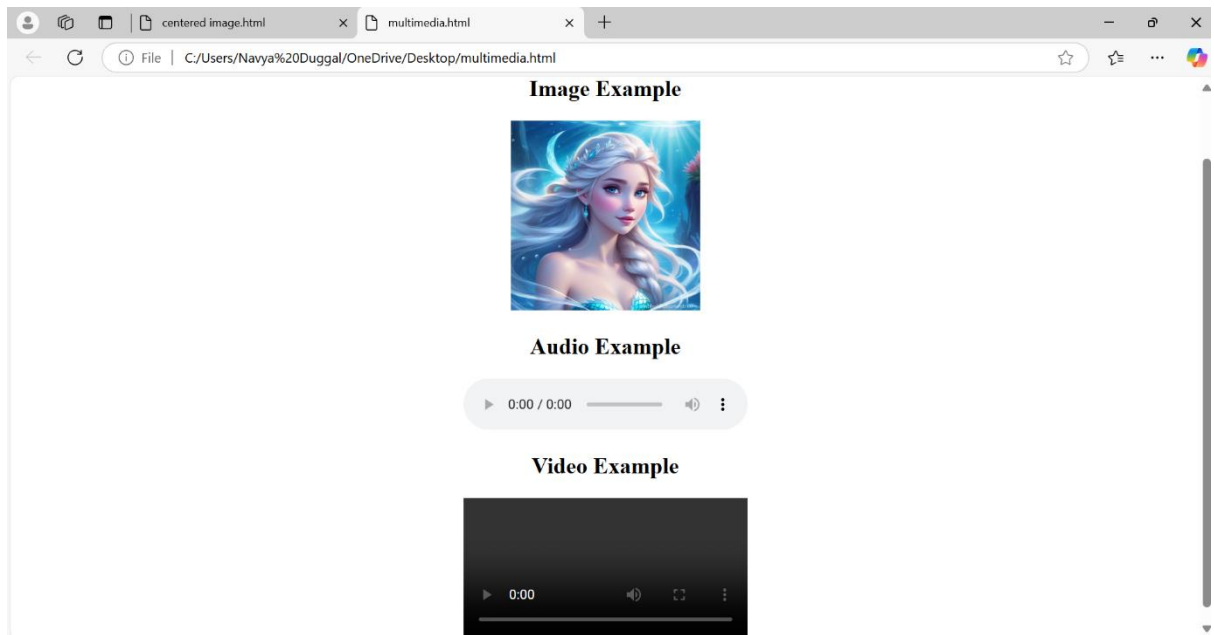 centered image.html
multimedia.html
File | C:/Users/Navya%20Duggal/OneDrive/Desktop/multimedia.html
Image Example
Audio Example
0:00 / 0:00
Video Example
0:00